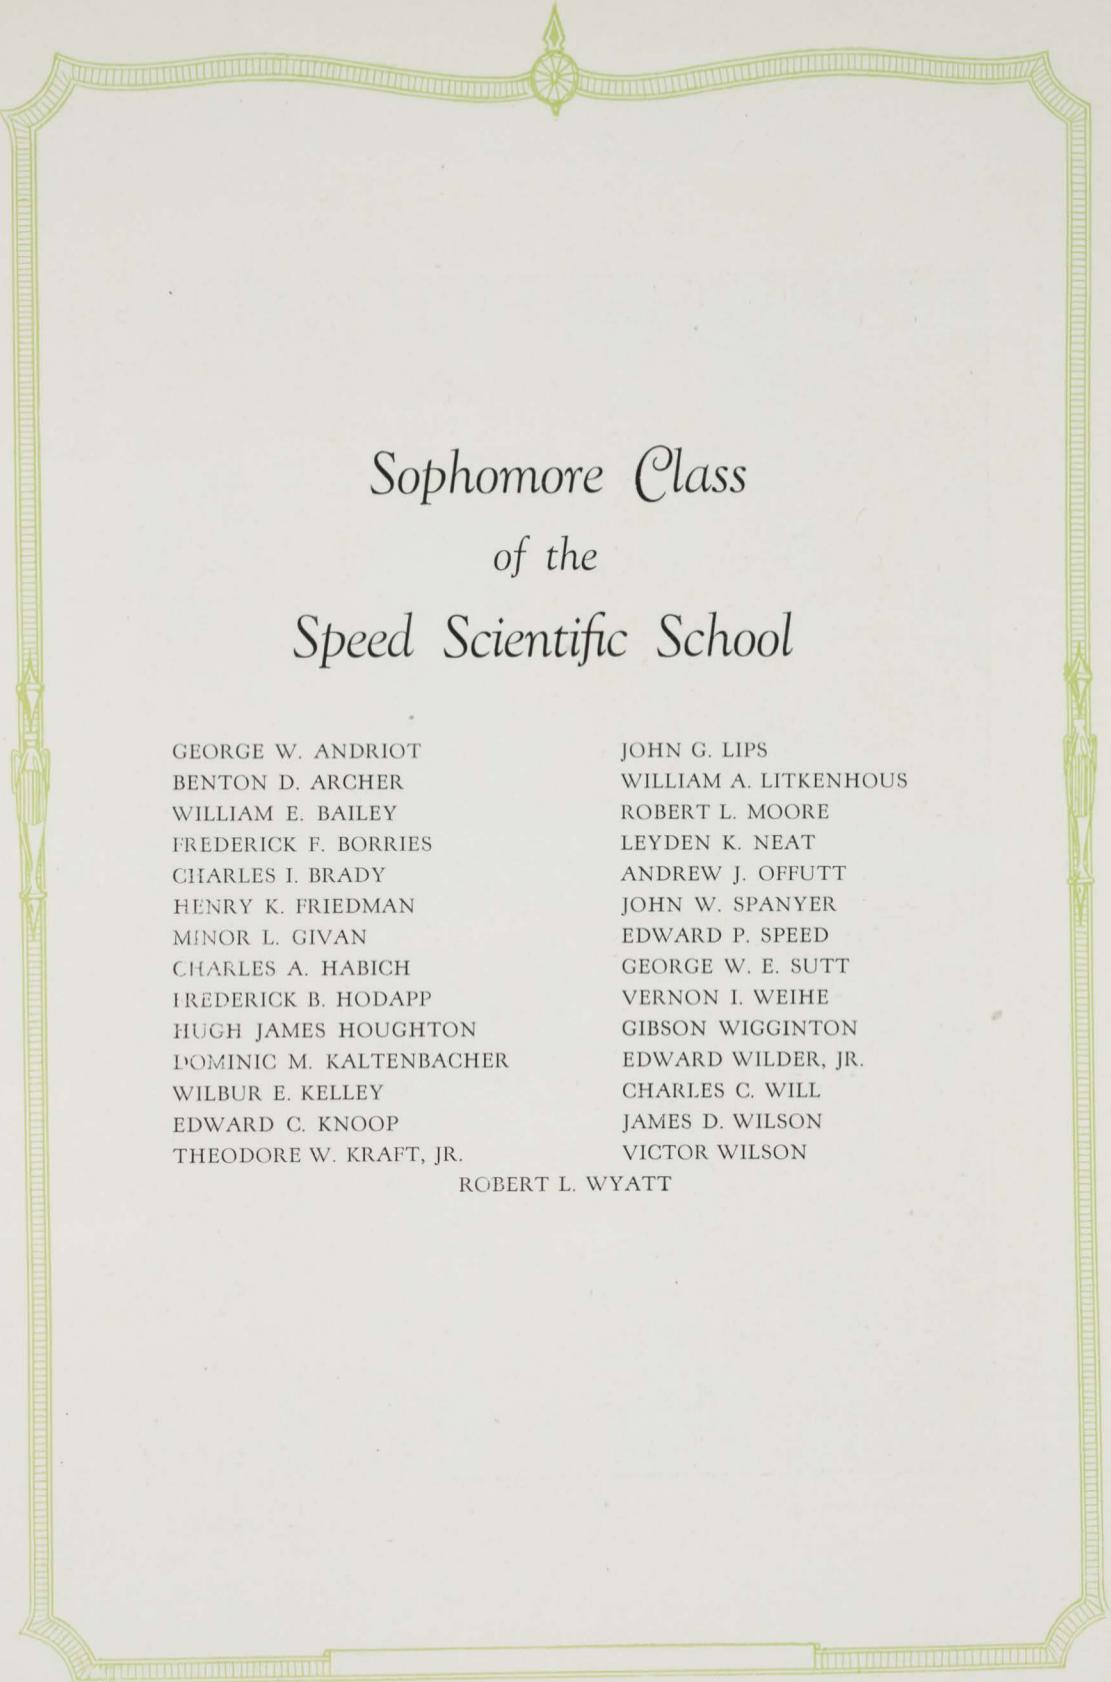 Sophomore Class
of the
Speed Scientific School
GEORGE W. ANDRIOT
BENTON D. ARCHER
WILLIAM E. BAILEY
FREDERICK F. BORRIES
CHARLES I. BRADY
HENRY K. FRIEDMAN
MINOR L. GIVAN
CHARLES A. HABICH
FREDERICK B. HODAPP
HUGH JAMES HOUGHTON
DOMINIC M. KALTENBACHER
WILBUR E. KELLEY
EDWARD C. KNOOP
THEODORE W. KRAFT, JR.
JOHN G. LIPS
WILLIAM A. LITKENHOUS
ROBERT L. MOORE
LEYDEN K. NEAT
ANDREW J. OFFUTT
JOHN W. SPANYER
EDWARD P. SPEED
GEORGE W. E. SUTT
VERNON I. WEIHE
GIBSON WIGGINTON
EDWARD WILDER, JR.
CHARLES C. WILL
JAMES D. WILSON
VICTOR WILSON
ROBERT L. WYATT